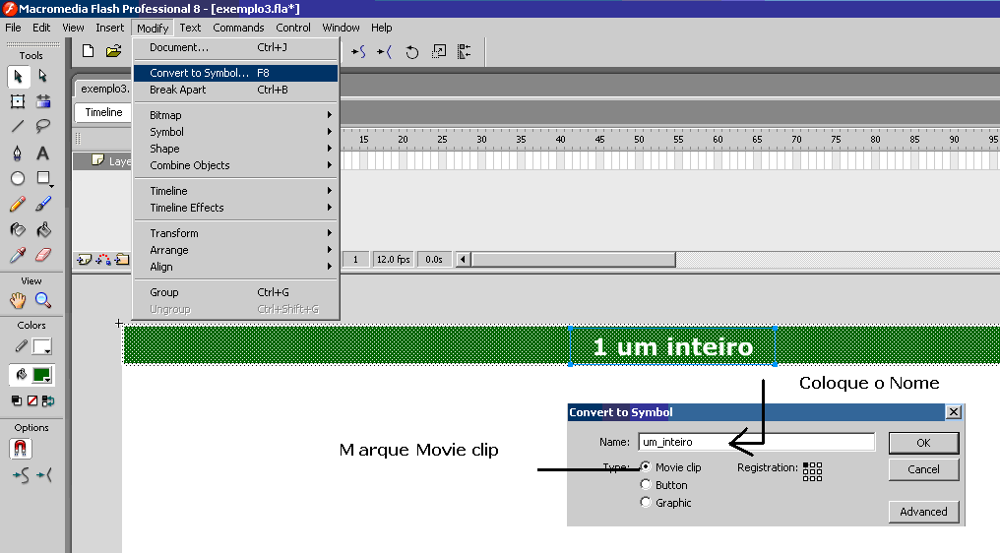 Macromedia Flash Professional 8 - [exemplo3.fla*]
File Edit View Insert Modify Text Commands Control Window Help
Tools
Document... Ctrl+J
Convert to Symbol... F8
Break Apart Ctrl+B
Bitmap
Symbol
Shape
Combine Objects
Timeline
Timeline Effects
Transform
Arrange
Align
Group Ctrl+G
Ungroup Ctrl+Shift+G
exemplo3.
Timeline
15 20 25 30 35 40 45 50 55 60 65 70 75 80 85 90 95
Laye
1 12.0 fps 0.0s
View
Colors
Options
1 um inteiro
Coloque o Nome
Marque Movie clip
Convert to Symbol
Name: um_inteiro OK
Type: Movie clip Registration: Cancel
Button
Graphic
Advanced